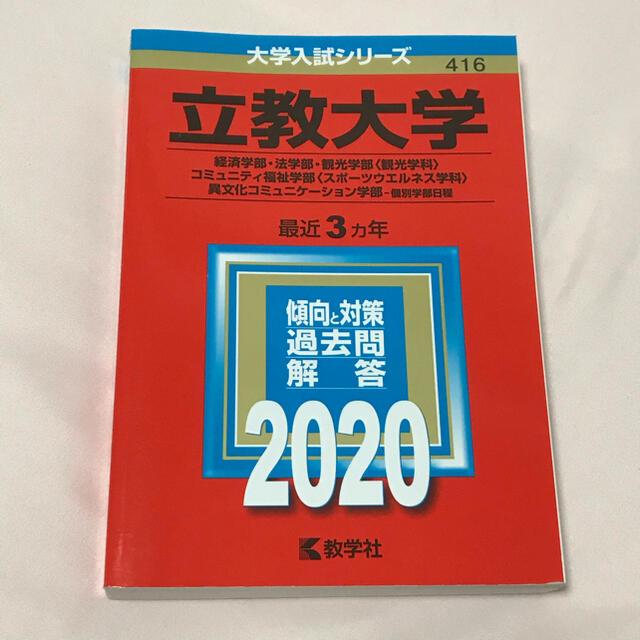 大学入試シリーズ
416
立教大学
経済学部・法学部・観光学部〈観光学科〉
コミュニティ福祉学部〈スポーツウエルネス学科〉
異文化コミュニケーション学部－個別学部日程
最近3カ年
傾向と対策
過去問
解答
2020
教学社